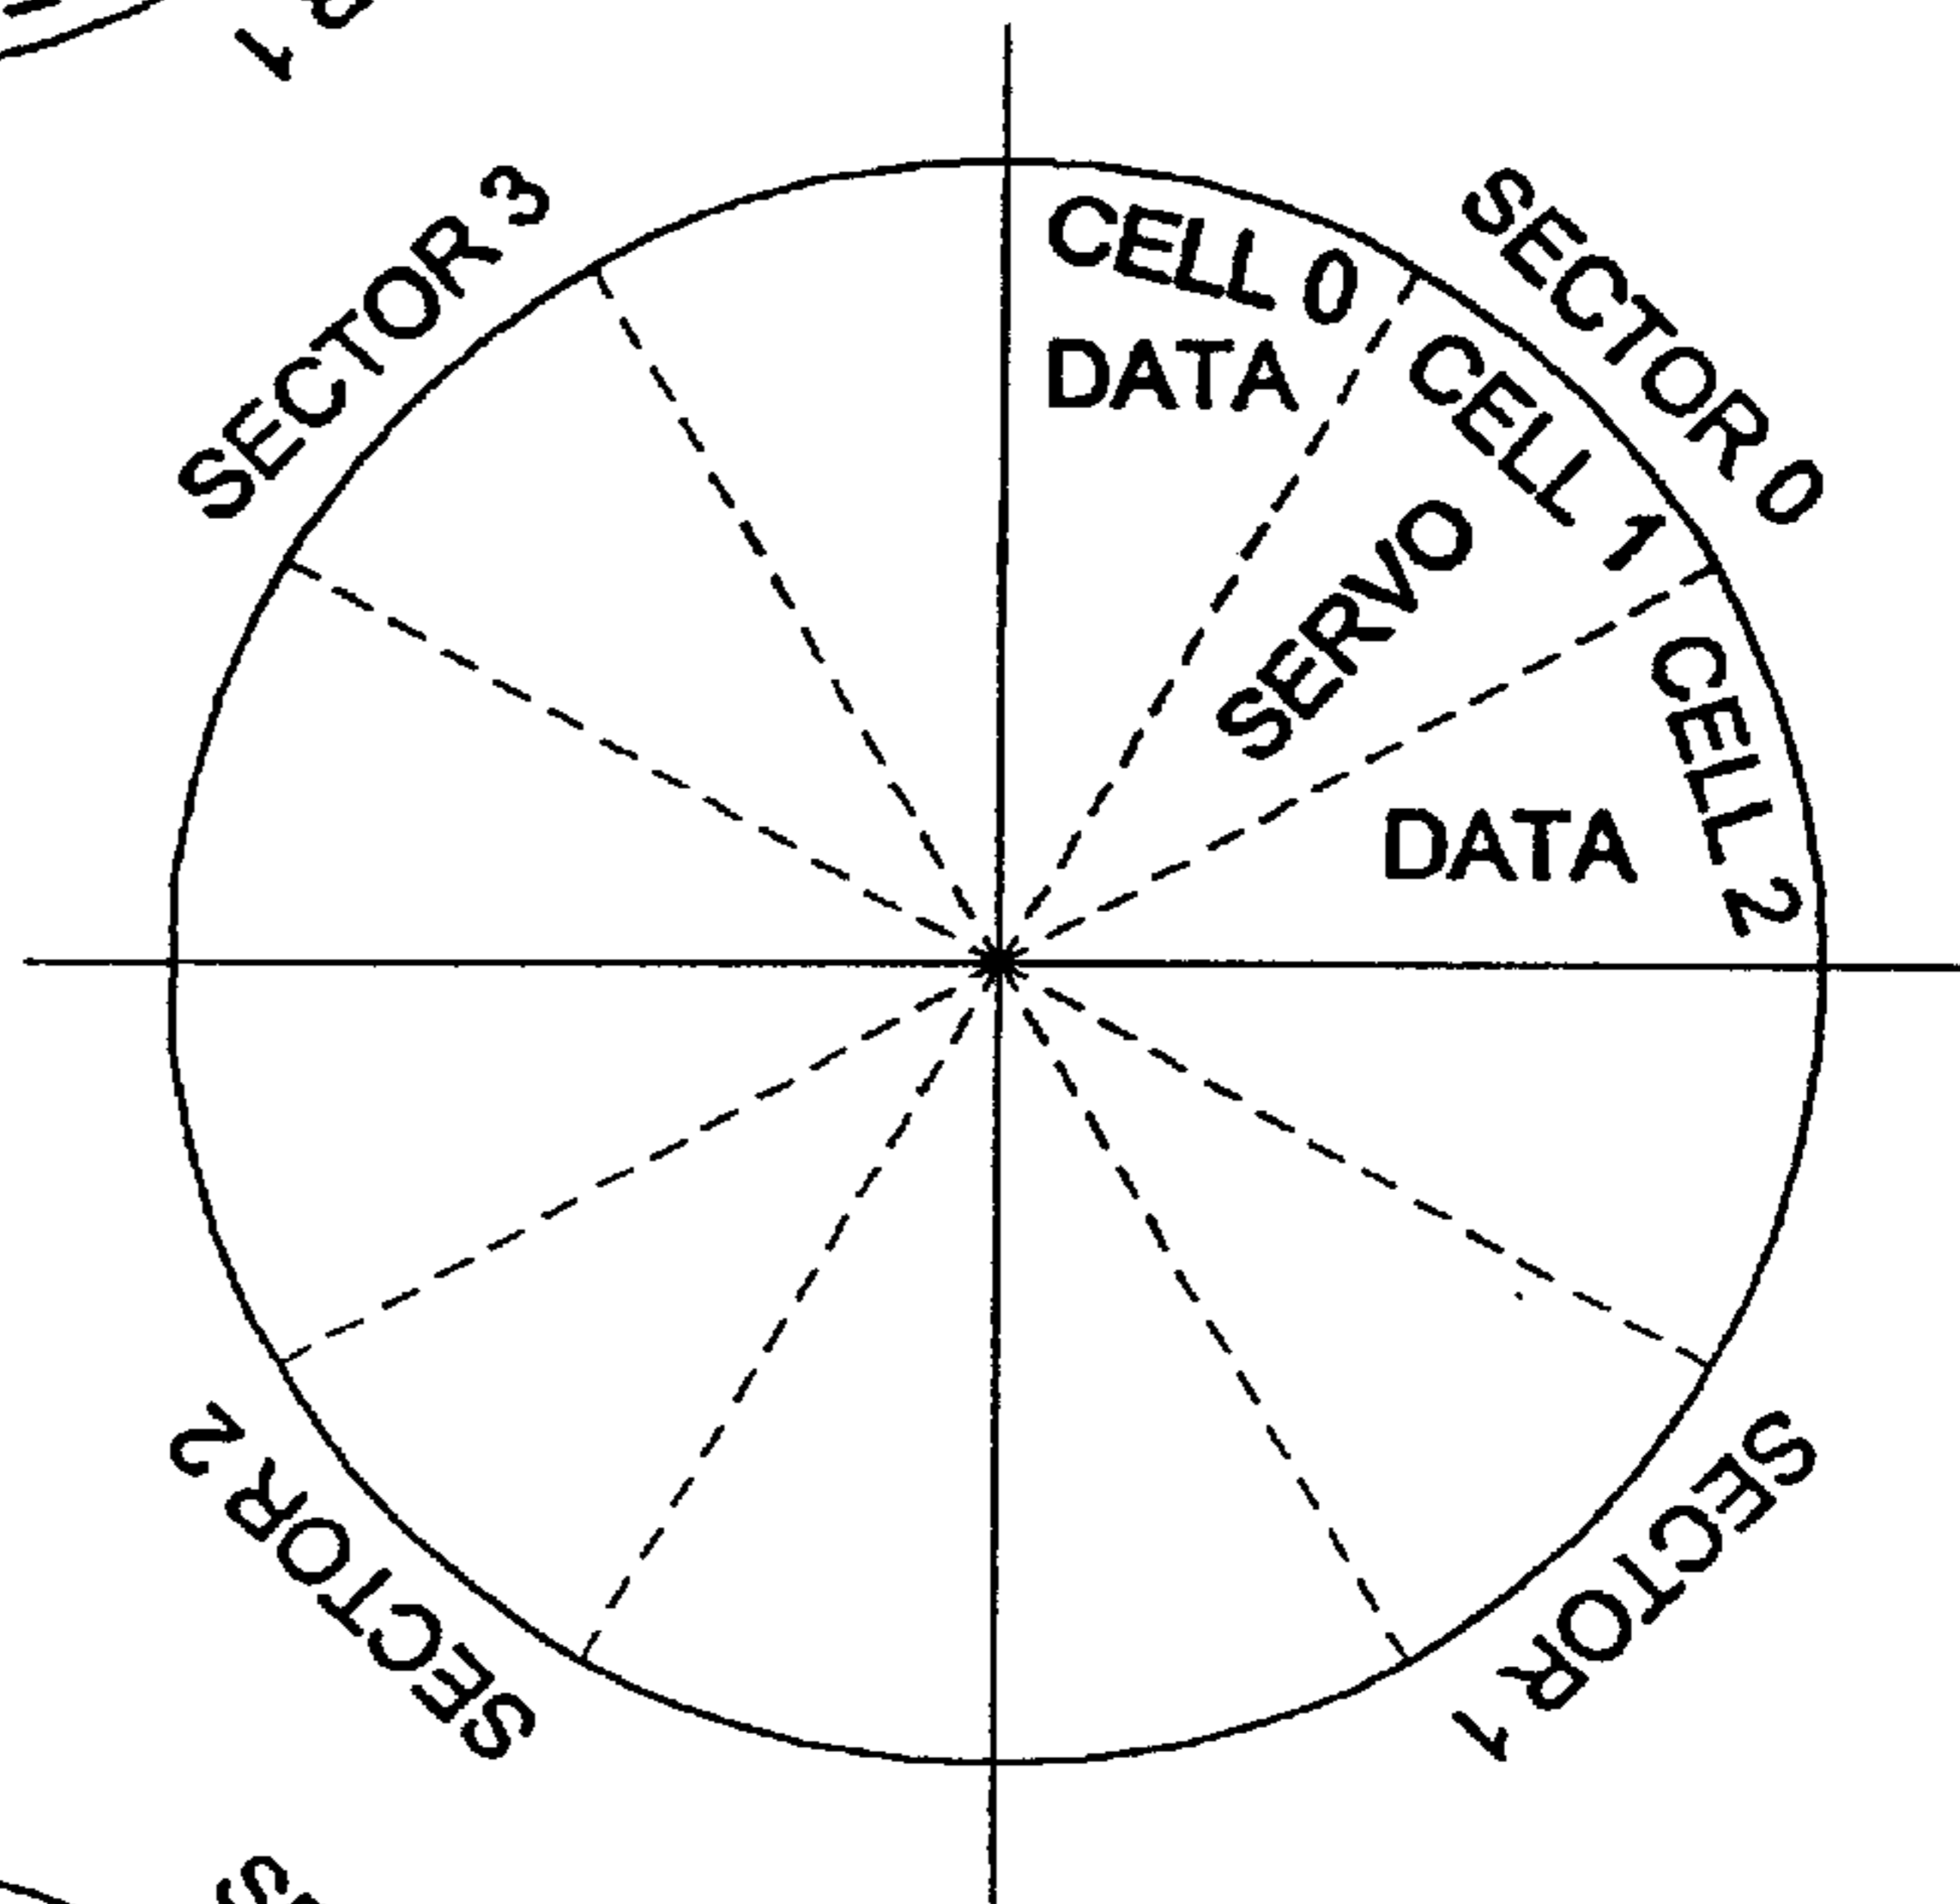 SECTOR 3
SECTOR 0
CELL 0
DATA
CELL 1
SERVO
CELL 2
DATA
SECTOR 2
SECTOR 1